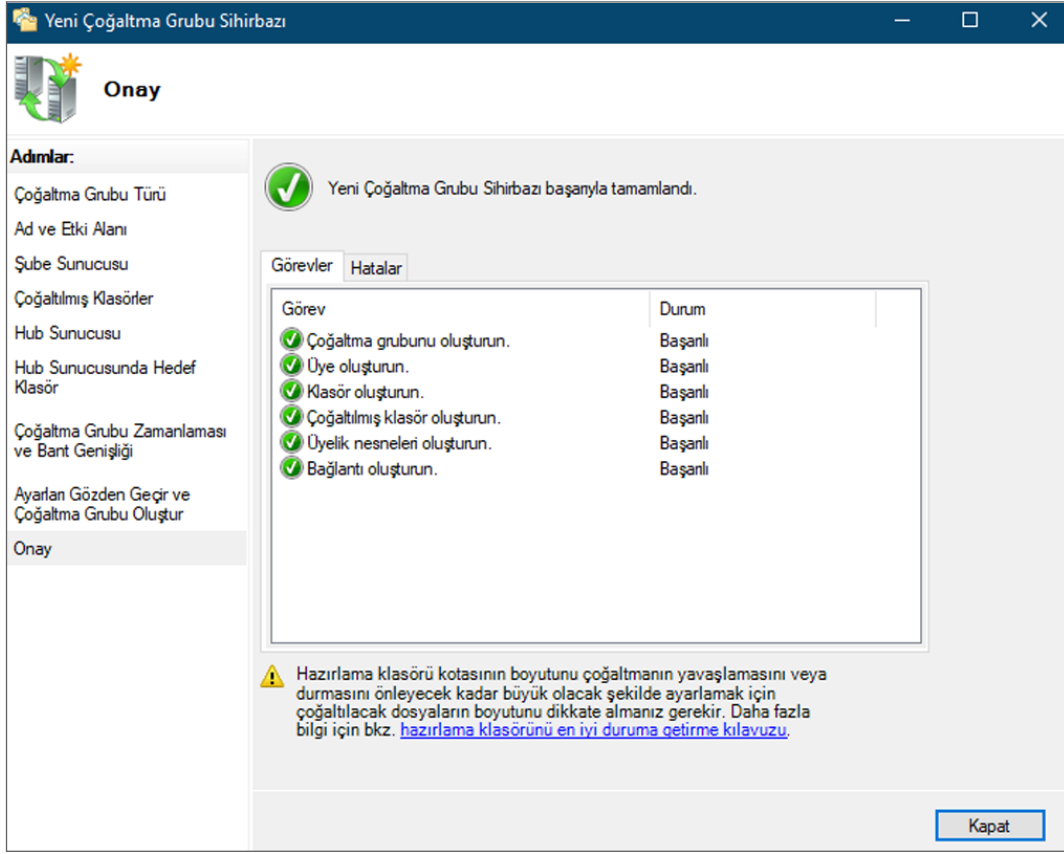 Yeni Çoğaltma Grubu Sihirbazı
Onay
Adımlar:
Çoğaltma Grubu Türü
Ad ve Etki Alanı
Şube Sunucusu
Çoğaltılmış Klasörler
Hub Sunucusu
Hub Sunucusunda Hedef
Klasör
Çoğaltma Grubu Zamanlaması
ve Bant Genişliği
Ayarları Gözden Geçir ve
Çoğaltma Grubu Oluştur
Onay
Yeni Çoğaltma Grubu Sihirbazı başarıyla tamamlandı.
Görevler Hatalar
Görev Durum
Çoğaltma grubunu oluşturun. Başarılı
Üye oluşturun. Başarılı
Klasör oluşturun. Başarılı
Çoğaltılmış klasör oluşturun. Başarılı
Üyelik nesneleri oluşturun. Başarılı
Bağlantı oluşturun. Başarılı
Hazırlama klasörü kotasının boyutunu çoğaltmanın yavaşlamasını veya
durmasını önleyecek kadar büyük olacak şekilde ayarlamak için
çoğaltılacak dosyaların boyutunu dikkate almanız gerekir. Daha fazla
bilgi için bkz. hazırlama klasörünü en iyi duruma getirme kılavuzu.
Kapat